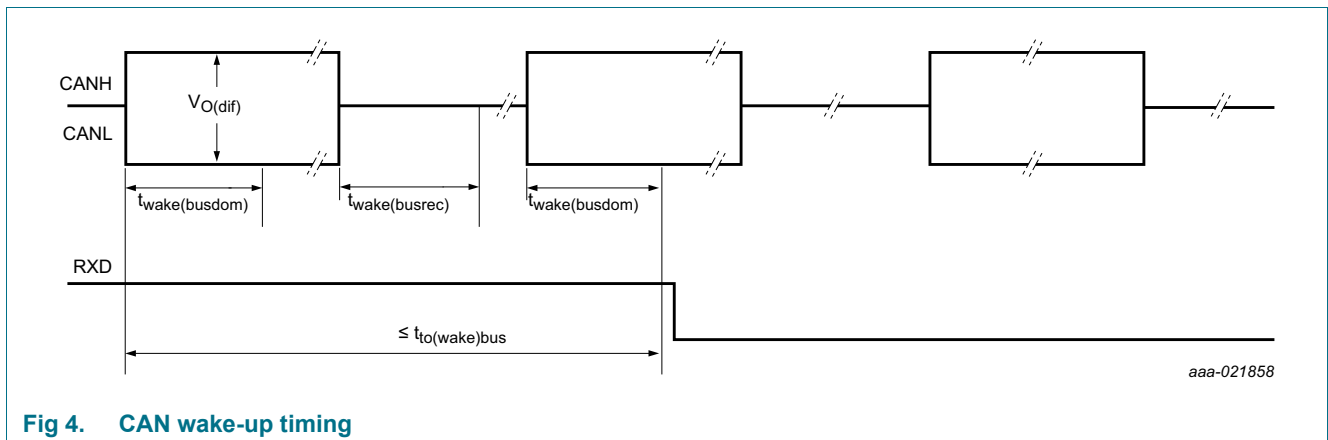 CANH
V_O(dif)
CANL
t_wake(busdom)
t_wake(busrec)
t_wake(busdom)
RXD
≤ t_to(wake)bus
aaa-021858
Fig 4. CAN wake-up timing